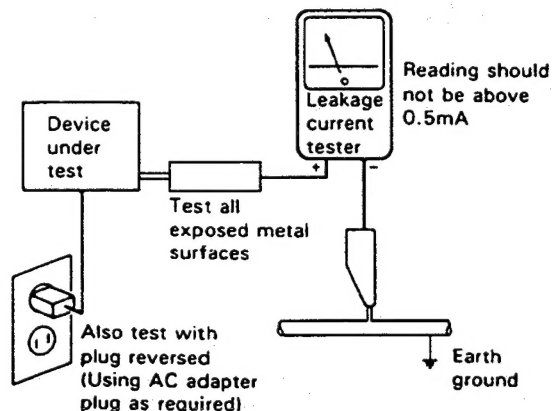 Device
under
test
Leakage
current
tester
+ -
Reading should
not be above
0.5mA
Test all
exposed metal
surfaces
Also test with
plug reversed
(Using AC adapter
plug as required)
Earth
ground